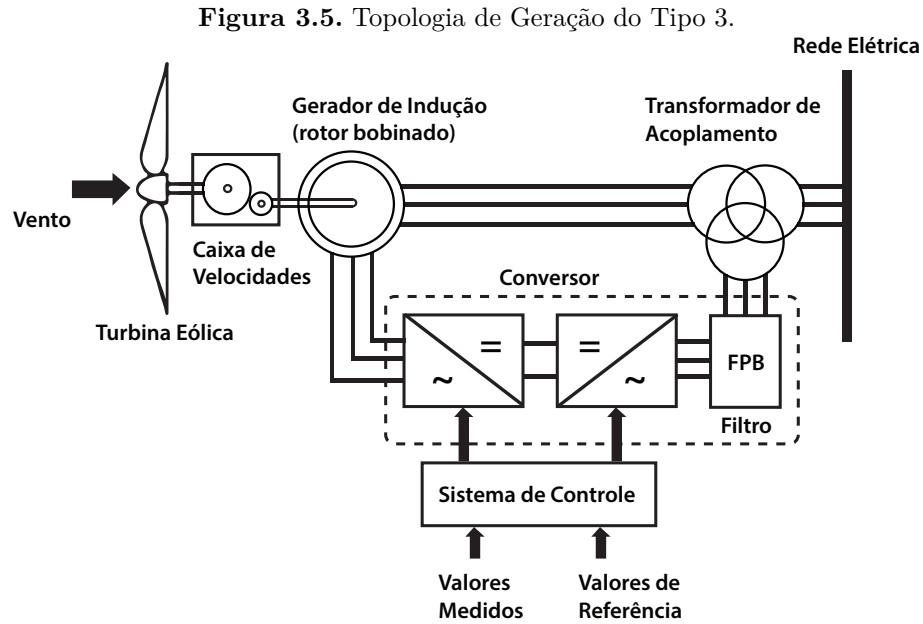 Figura 3.5. Topologia de Geração do Tipo 3.
Rede Elétrica
Gerador de Indução
(rotor bobinado)
Transformador de
Acoplamento
Vento
Caixa de
Velocidades
Turbina Eólica
Conversor
=
~
=
~
FPB
Filtro
Sistema de Controle
Valores
Medidos
Valores de
Referência